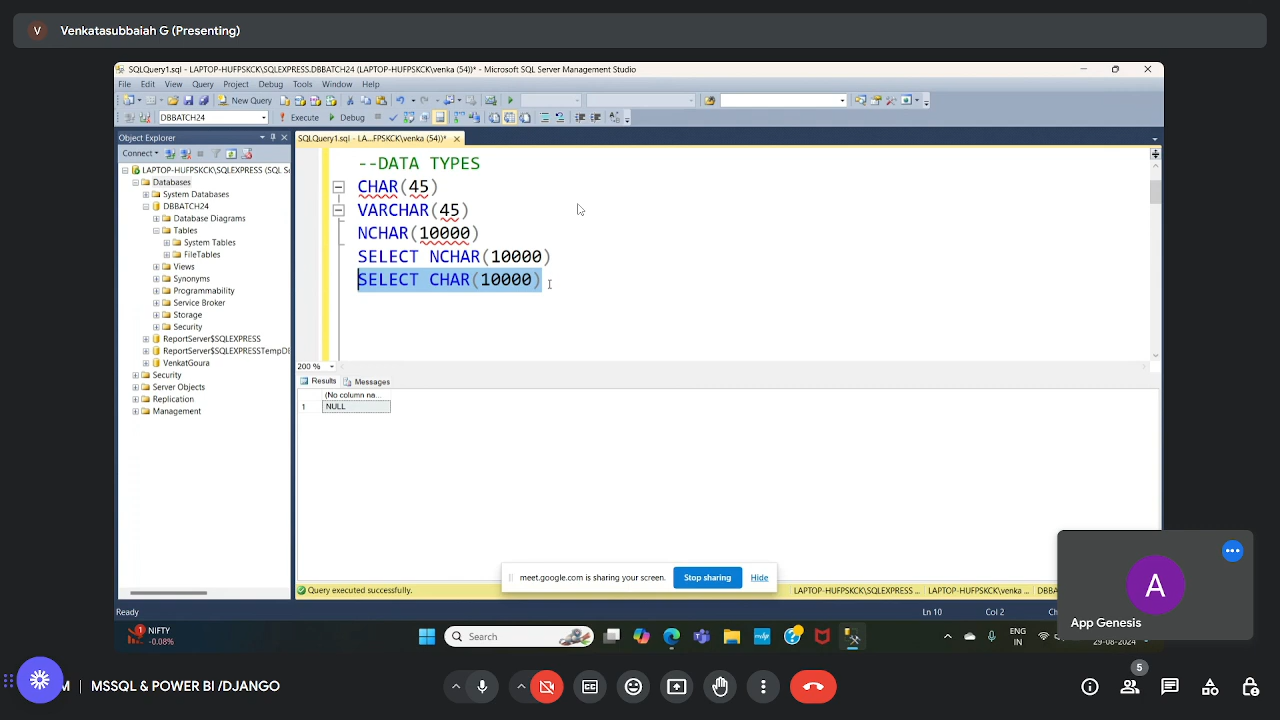 V Venkatasubbaiah G (Presenting)
SQLQuery1.sql - LAPTOP-HUFPSKCK\SQLEXPRESS.DBBATCH24 (LAPTOP-HUFPSKCK\venka (54))* - Microsoft SQL Server Management Studio
File Edit View Query Project Debug Tools Window Help
New Query
DBBATCH24 Execute Debug
Object Explorer
SQLQuery1.sql - LA...FPSKCK\venka (54))*
Connect
LAPTOP-HUFPSKCK\SQLEXPRESS (SQL Se
Databases
System Databases
DBBATCH24
Database Diagrams
Tables
System Tables
FileTables
Views
Synonyms
Programmability
Service Broker
Storage
Security
ReportServer$SQLEXPRESS
ReportServer$SQLEXPRESSTempDB
VenkatGoura
Security
Server Objects
Replication
Management
--DATA TYPES
CHAR(45)
VARCHAR(45)
NCHAR(10000)
SELECT NCHAR(10000)
SELECT CHAR(10000)
200 %
Results Messages
(No column na...
1 NULL
meet.google.com is sharing your screen. Stop sharing Hide
Query executed successfully. LAPTOP-HUFPSKCK\SQLEXPRESS ... LAPTOP-HUFPSKCK\venka ... DBBA
Ready Ln 10 Col 2 Ch
A
App Genesis
1 NIFTY
-0.08%
Search
ENG
IN
29-08-2024
5
M | MSSQL & POWER BI /DJANGO